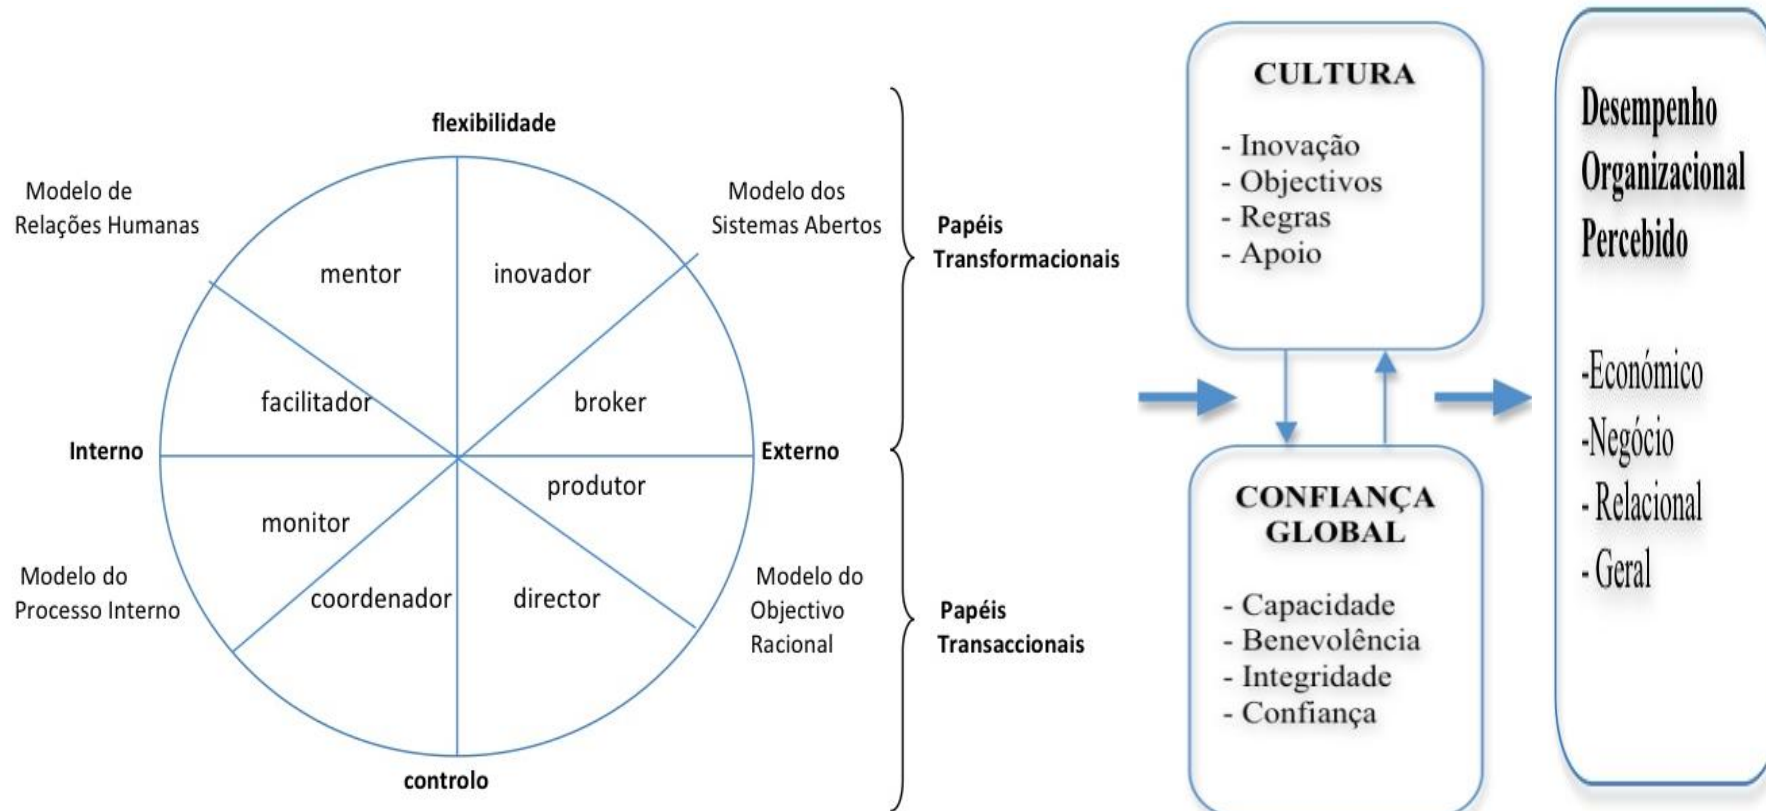 flexibilidade
Modelo de
Relações Humanas
Modelo dos
Sistemas Abertos
mentor
inovador
facilitador
broker
Interno
Externo
monitor
produtor
coordenador
director
Modelo do
Processo Interno
Modelo do
Objectivo
Racional
controlo
Papéis
Transformacionais
Papéis
Transaccionais
CULTURA
- Inovação
- Objectivos
- Regras
- Apoio
CONFIANÇA
GLOBAL
- Capacidade
- Benevolência
- Integridade
- Confiança
Desempenho
Organizacional
Percebido
-Económico
-Negócio
- Relacional
- Geral